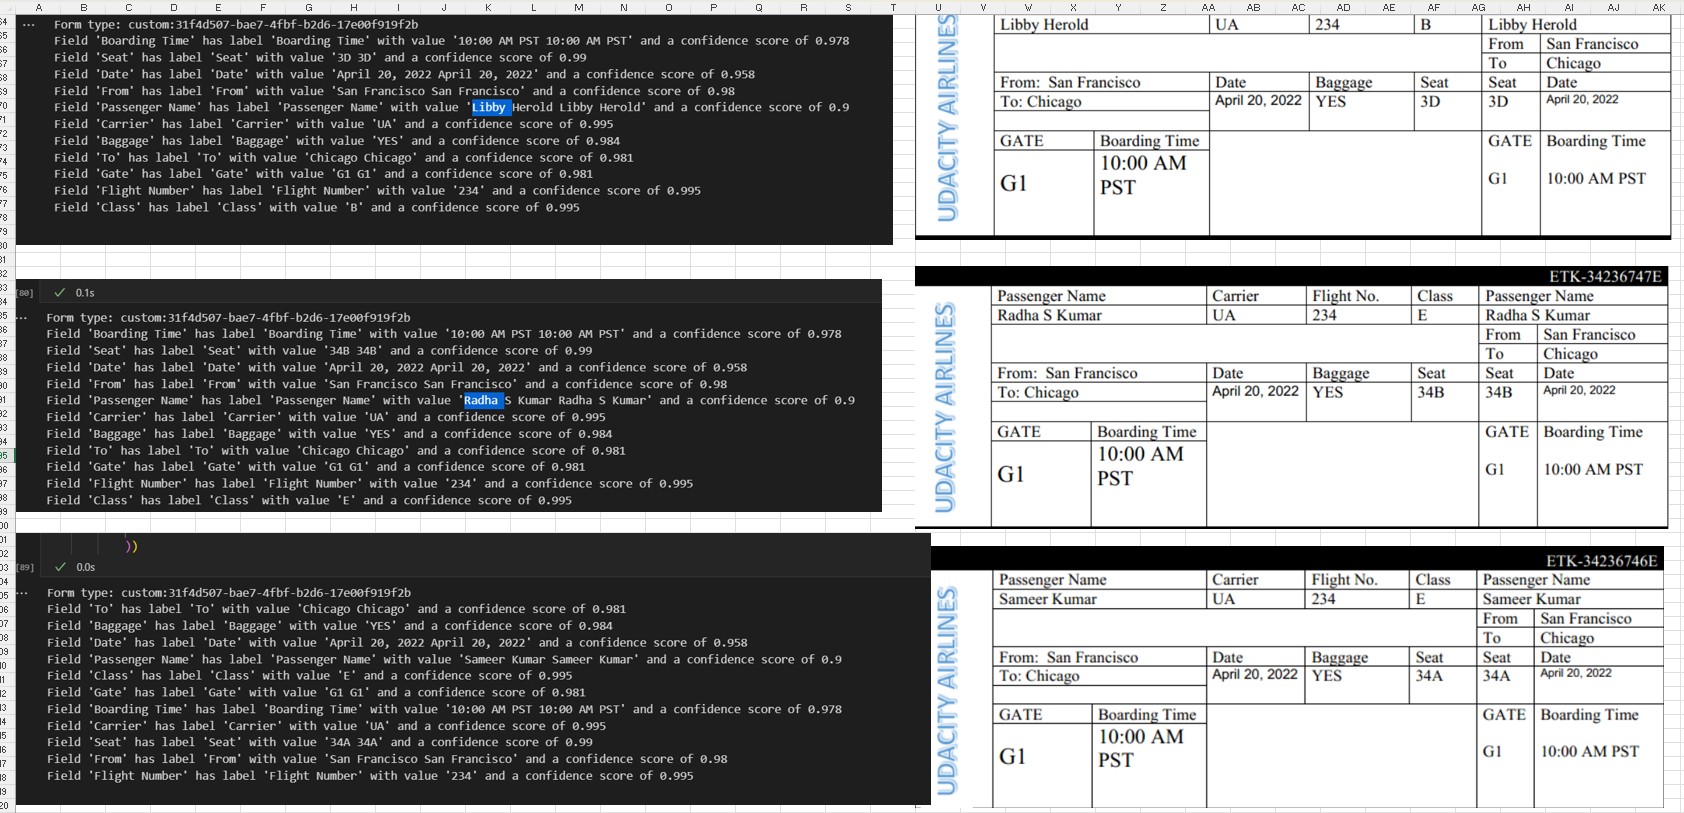 A B C D E F G H I J K L M N O P Q R S T U V W X Y Z AA AB AC AD AE AF AG AH AI AJ AK
Form type: custom:31f4d507-bae7-4fbf-b2d6-17e00f919f2b
Field 'Boarding Time' has label 'Boarding Time' with value '10:00 AM PST 10:00 AM PST' and a confidence score of 0.978
Field 'Seat' has label 'Seat' with value '3D 3D' and a confidence score of 0.99
Field 'Date' has label 'Date' with value 'April 20, 2022 April 20, 2022' and a confidence score of 0.958
Field 'From' has label 'From' with value 'San Francisco San Francisco' and a confidence score of 0.98
Field 'Passenger Name' has label 'Passenger Name' with value 'Libby Herold Libby Herold' and a confidence score of 0.9
Field 'Carrier' has label 'Carrier' with value 'UA' and a confidence score of 0.995
Field 'Baggage' has label 'Baggage' with value 'YES' and a confidence score of 0.984
Field 'To' has label 'To' with value 'Chicago Chicago' and a confidence score of 0.981
Field 'Gate' has label 'Gate' with value 'G1 G1' and a confidence score of 0.981
Field 'Flight Number' has label 'Flight Number' with value '234' and a confidence score of 0.995
Field 'Class' has label 'Class' with value 'B' and a confidence score of 0.995
UDACITY AIRLINES
Libby Herold UA 234 B Libby Herold
From San Francisco
To Chicago
From: San Francisco Date Baggage Seat Seat Date
To: Chicago April 20, 2022 YES 3D 3D April 20, 2022
GATE Boarding Time GATE Boarding Time
10:00 AM
G1 PST G1 10:00 AM PST
[80] 0.1s
Form type: custom:31f4d507-bae7-4fbf-b2d6-17e00f919f2b
Field 'Boarding Time' has label 'Boarding Time' with value '10:00 AM PST 10:00 AM PST' and a confidence score of 0.978
Field 'Seat' has label 'Seat' with value '34B 34B' and a confidence score of 0.99
Field 'Date' has label 'Date' with value 'April 20, 2022 April 20, 2022' and a confidence score of 0.958
Field 'From' has label 'From' with value 'San Francisco San Francisco' and a confidence score of 0.98
Field 'Passenger Name' has label 'Passenger Name' with value 'Radha S Kumar Radha S Kumar' and a confidence score of 0.9
Field 'Carrier' has label 'Carrier' with value 'UA' and a confidence score of 0.995
Field 'Baggage' has label 'Baggage' with value 'YES' and a confidence score of 0.984
Field 'To' has label 'To' with value 'Chicago Chicago' and a confidence score of 0.981
Field 'Gate' has label 'Gate' with value 'G1 G1' and a confidence score of 0.981
Field 'Flight Number' has label 'Flight Number' with value '234' and a confidence score of 0.995
Field 'Class' has label 'Class' with value 'E' and a confidence score of 0.995
ETK-34236747E
UDACITY AIRLINES
Passenger Name Carrier Flight No. Class Passenger Name
Radha S Kumar UA 234 E Radha S Kumar
From San Francisco
To Chicago
From: San Francisco Date Baggage Seat Seat Date
To: Chicago April 20, 2022 YES 34B 34B April 20, 2022
GATE Boarding Time GATE Boarding Time
10:00 AM
G1 PST G1 10:00 AM PST
))
[89] 0.0s
Form type: custom:31f4d507-bae7-4fbf-b2d6-17e00f919f2b
Field 'To' has label 'To' with value 'Chicago Chicago' and a confidence score of 0.981
Field 'Baggage' has label 'Baggage' with value 'YES' and a confidence score of 0.984
Field 'Date' has label 'Date' with value 'April 20, 2022 April 20, 2022' and a confidence score of 0.958
Field 'Passenger Name' has label 'Passenger Name' with value 'Sameer Kumar Sameer Kumar' and a confidence score of 0.9
Field 'Class' has label 'Class' with value 'E' and a confidence score of 0.995
Field 'Gate' has label 'Gate' with value 'G1 G1' and a confidence score of 0.981
Field 'Boarding Time' has label 'Boarding Time' with value '10:00 AM PST 10:00 AM PST' and a confidence score of 0.978
Field 'Carrier' has label 'Carrier' with value 'UA' and a confidence score of 0.995
Field 'Seat' has label 'Seat' with value '34A 34A' and a confidence score of 0.99
Field 'From' has label 'From' with value 'San Francisco San Francisco' and a confidence score of 0.98
Field 'Flight Number' has label 'Flight Number' with value '234' and a confidence score of 0.995
ETK-34236746E
UDACITY AIRLINES
Passenger Name Carrier Flight No. Class Passenger Name
Sameer Kumar UA 234 E Sameer Kumar
From San Francisco
To Chicago
From: San Francisco Date Baggage Seat Seat Date
To: Chicago April 20, 2022 YES 34A 34A April 20, 2022
GATE Boarding Time GATE Boarding Time
10:00 AM
G1 PST G1 10:00 AM PST